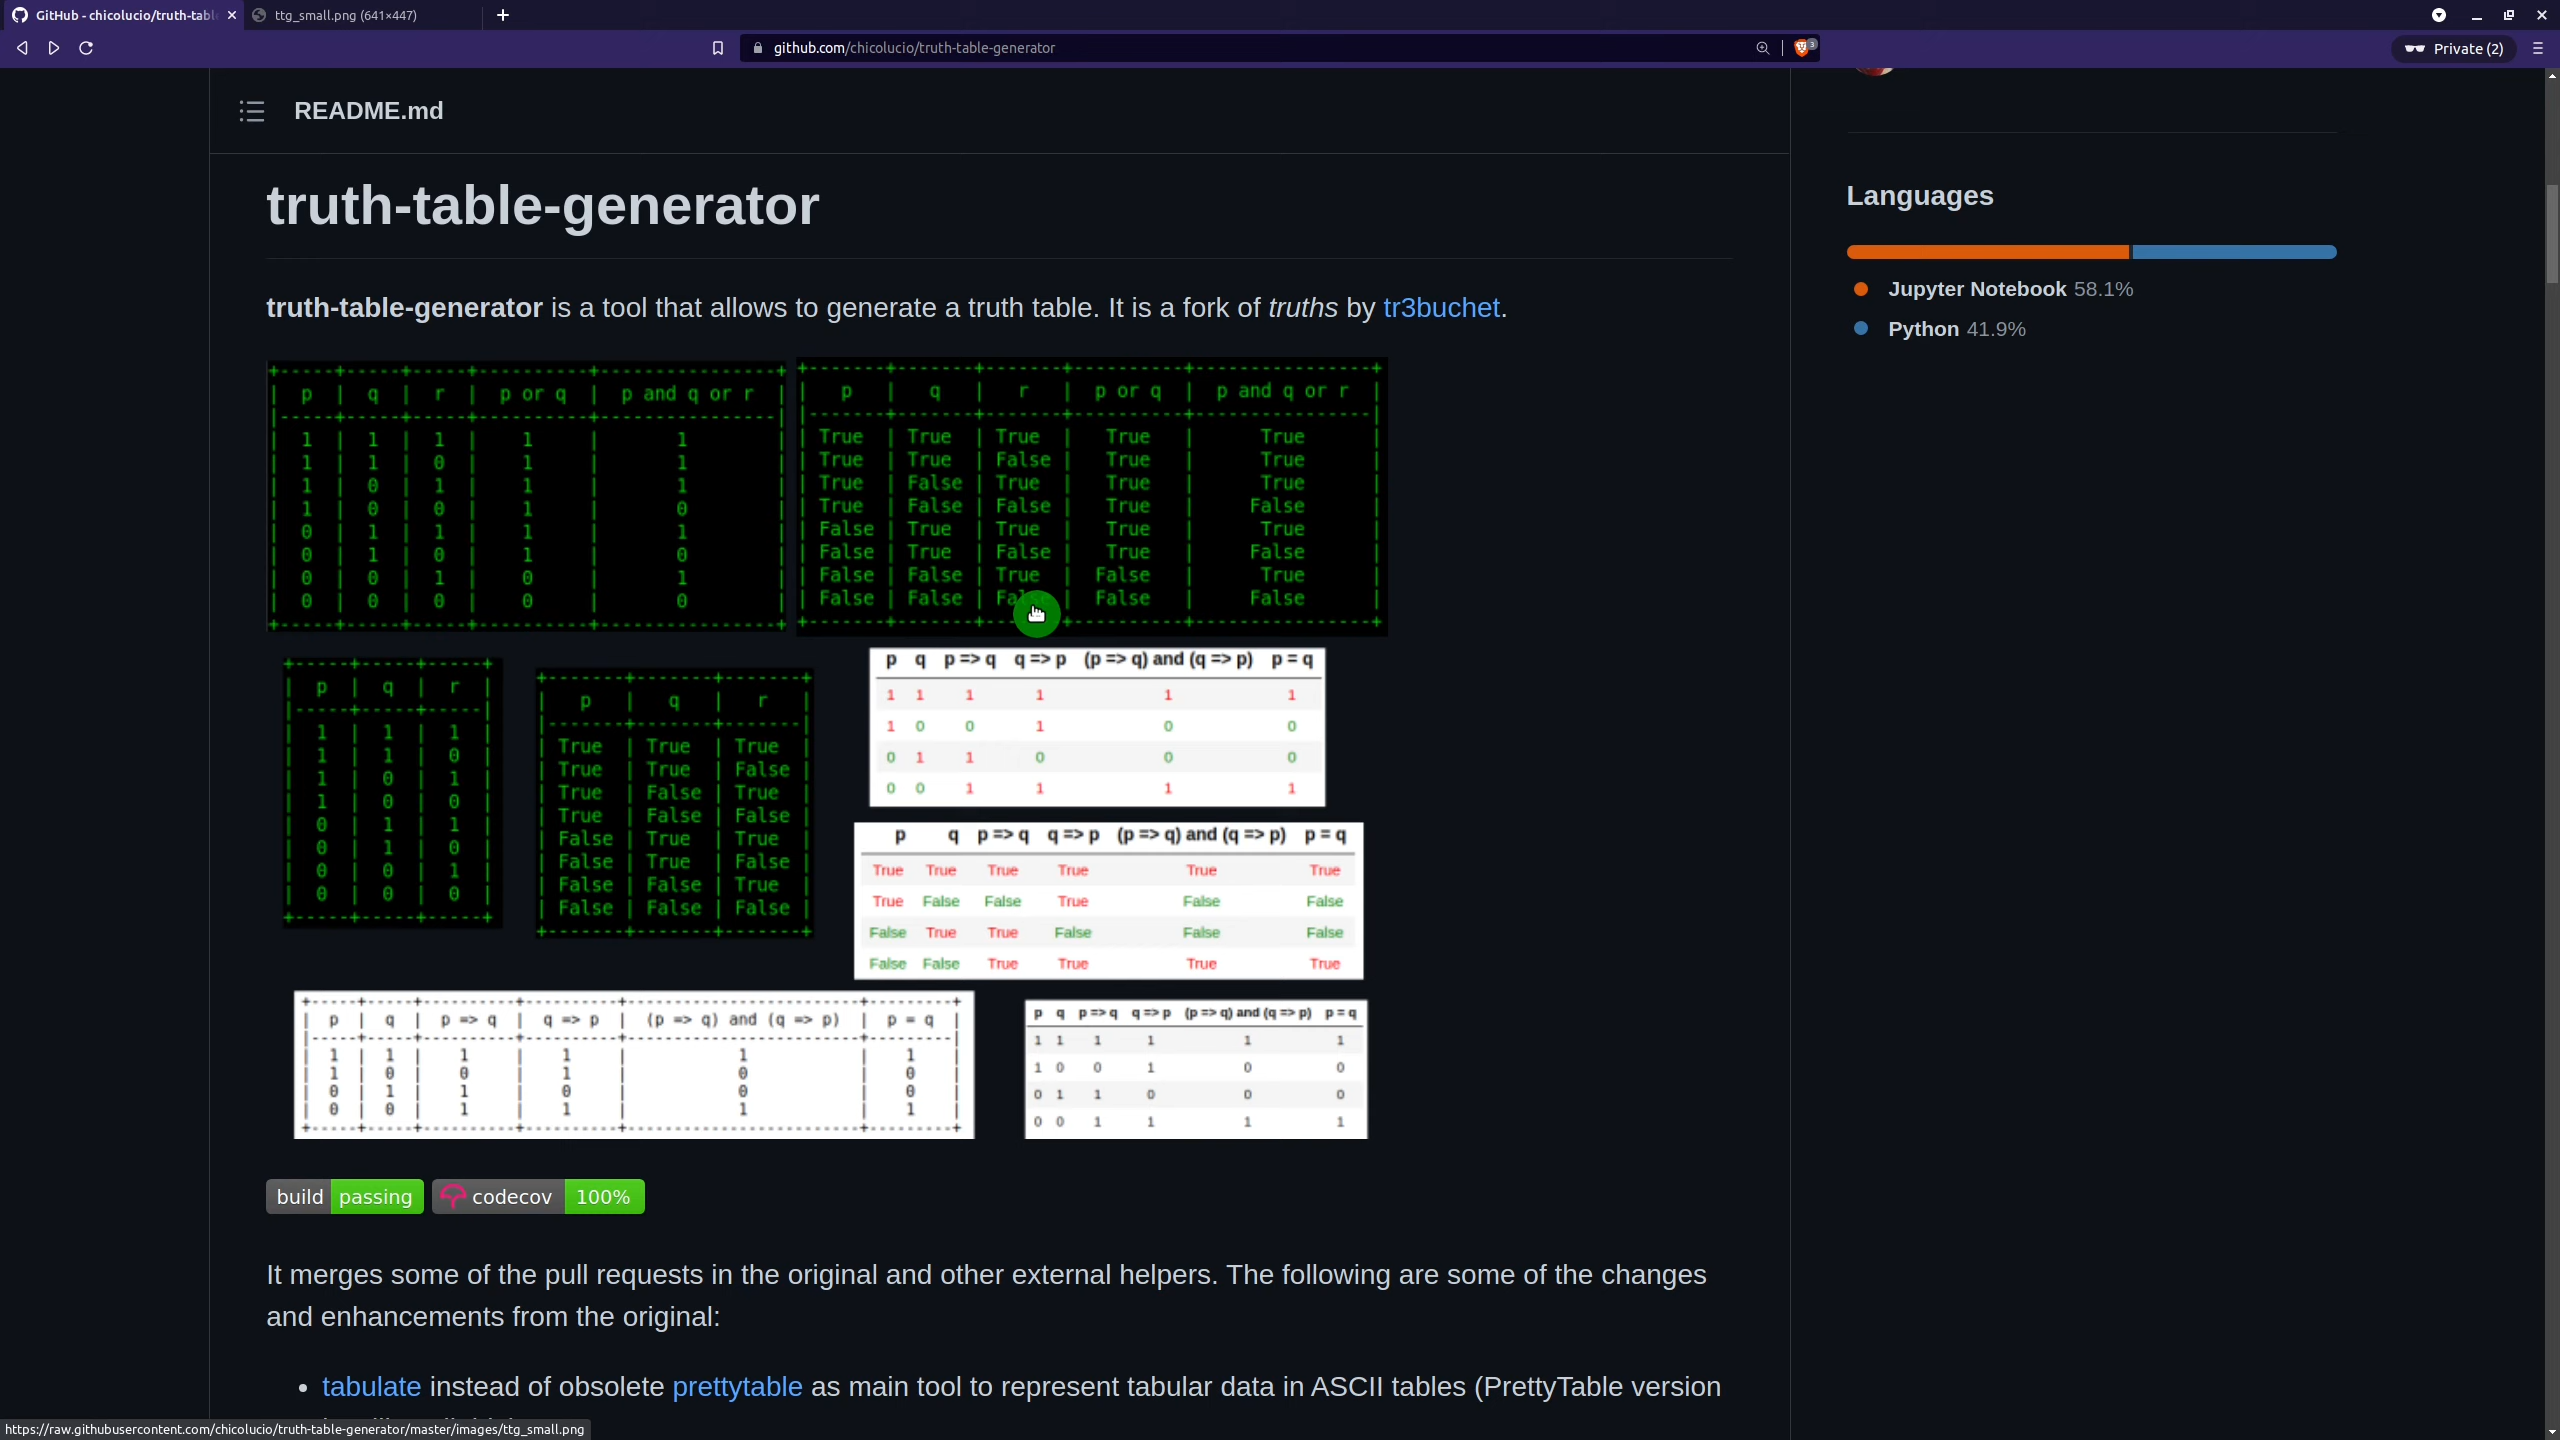 GitHub - chicolucio/truth-tabl
ttg_small.png (641×447)
github.com/chicolucio/truth-table-generator
3
Private (2)
README.md
truth-table-generator
truth-table-generator is a tool that allows to generate a truth table. It is a fork of truths by tr3buchet.
Languages
Jupyter Notebook 58.1%
Python 41.9%
p | q | r | p or q | p and q or r
1 | 1 | 1 | 1 | 1
1 | 1 | 0 | 1 | 1
1 | 0 | 1 | 1 | 1
1 | 0 | 0 | 1 | 0
0 | 1 | 1 | 1 | 1
0 | 1 | 0 | 1 | 0
0 | 0 | 1 | 0 | 1
0 | 0 | 0 | 0 | 0
p | q | r | p or q | p and q or r
True | True | True | True | True
True | True | False | True | True
True | False | True | True | True
True | False | False | True | False
False | True | True | True | True
False | True | False | True | False
False | False | True | False | True
False | False | False | False | False
p | q | r
1 | 1 | 1
1 | 1 | 0
1 | 0 | 1
1 | 0 | 0
0 | 1 | 1
0 | 1 | 0
0 | 0 | 1
0 | 0 | 0
p | q | r
True | True | True
True | True | False
True | False | True
True | False | False
False | True | True
False | True | False
False | False | True
False | False | False
p q p => q q => p (p => q) and (q => p) p = q
1 1 1 1 1 1
1 0 0 1 0 0
0 1 1 0 0 0
0 0 1 1 1 1
p q p => q q => p (p => q) and (q => p) p = q
True True True True True True
True False False True False False
False True True False False False
False False True True True True
p | q | p => q | q => p | (p => q) and (q => p) | p = q
1 | 1 | 1 | 1 | 1 | 1
1 | 0 | 0 | 1 | 0 | 0
0 | 1 | 1 | 0 | 0 | 0
0 | 0 | 1 | 1 | 1 | 1
p q p => q q => p (p => q) and (q => p) p = q
1 1 1 1 1 1
1 0 0 1 0 0
0 1 1 0 0 0
0 0 1 1 1 1
build passing codecov 100%
It merges some of the pull requests in the original and other external helpers. The following are some of the changes
and enhancements from the original:
• tabulate instead of obsolete prettytable as main tool to represent tabular data in ASCII tables (PrettyTable version
https://raw.githubusercontent.com/chicolucio/truth-table-generator/master/images/ttg_small.png